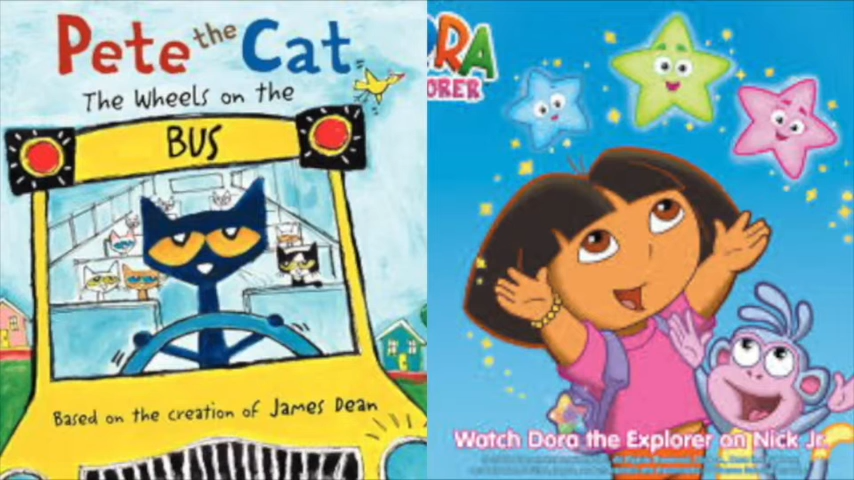 Pete the Cat
The Wheels on the
BUS
Based on the creation of James Dean
ORA
ORER
Watch Dora the Explorer on Nick Jr